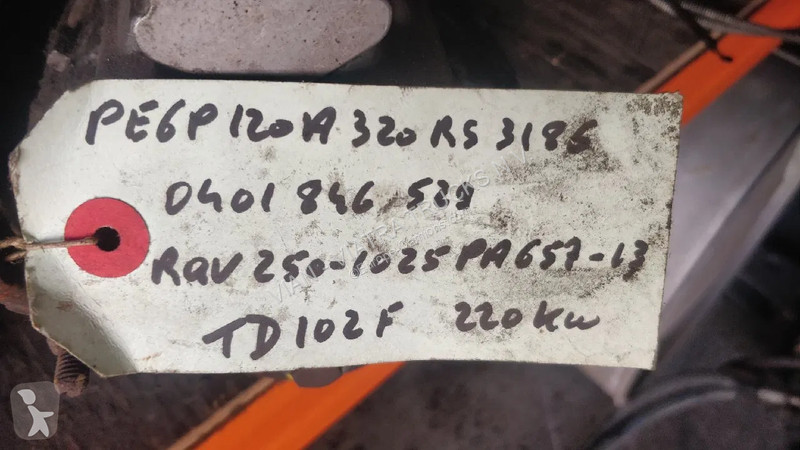 PE6P120A320RS3186
0401 846 529
RQV250-1025PA657-13
TD102F 220kw